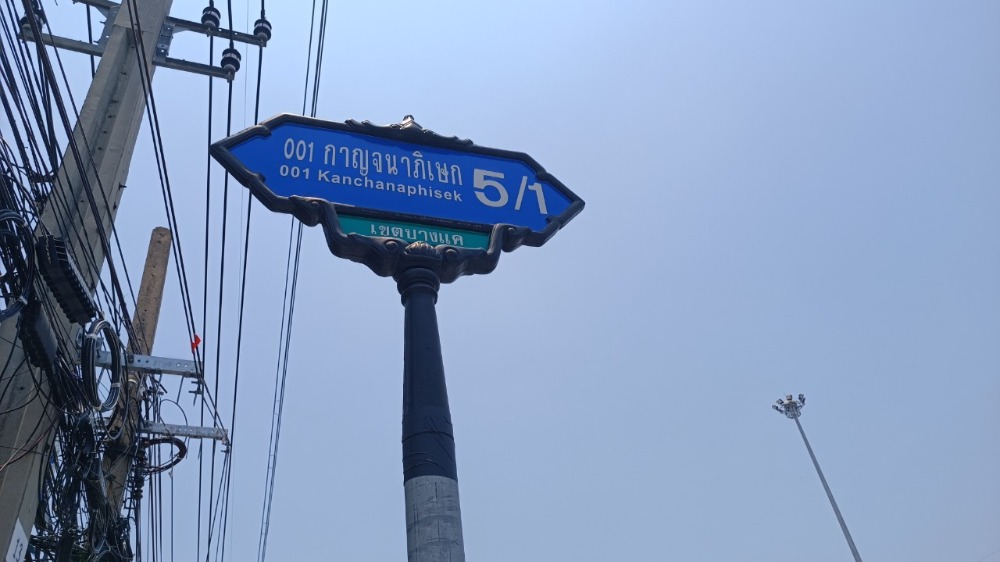 001 กาญจนาภิเษก
001 Kanchanaphisek
5/1
เขตบางแค